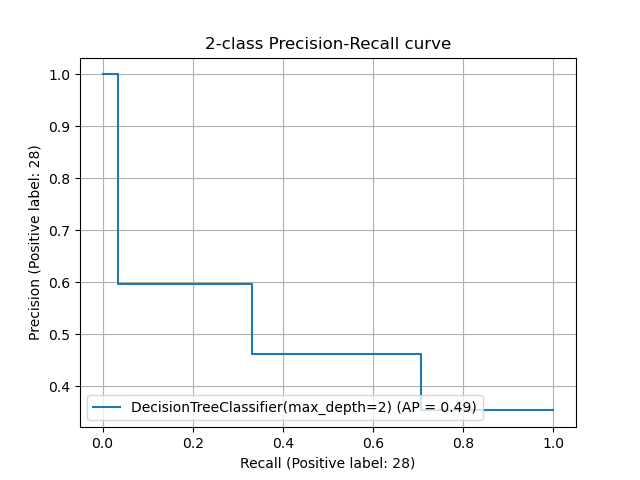 2-class Precision-Recall curve
1.0
0.9
0.8
0.7
0.6
0.5
0.4
Precision (Positive label: 28)
DecisionTreeClassifier(max_depth=2) (AP = 0.49)
0.0 0.2 0.4 0.6 0.8 1.0
Recall (Positive label: 28)